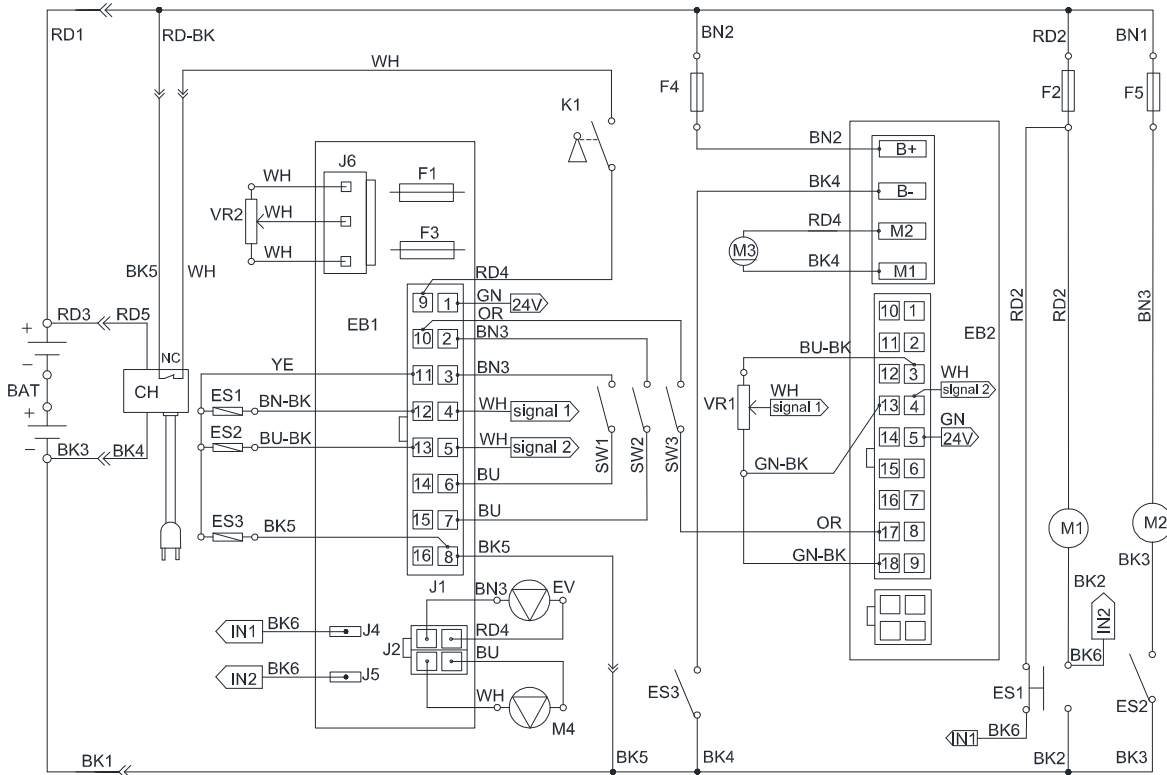 RD1
RD-BK
BN2
RD2
BN1
WH
F4
F2
F5
K1
J6
F1
WH
VR2
WH
F3
WH
BN2
B+
BK4
B-
RD4
M2
M3
BK4
M1
BK5
WH
RD4
RD2
RD2
BN3
9 1
GN
24V
OR
10 1
EB1
10 2
BN3
EB2
11 2
+
RD3
RD5
NC
YE
11 3
BN3
BU-BK
12 3
WH
signal 2
-
BAT
CH
ES1
BN-BK
12 4
WH
signal 1
VR1
WH
signal 1
13 4
GN
+
ES2
BU-BK
13 5
WH
signal 2
SW1
SW2
SW3
14 5
24V
-
BK3
BK4
14 6
BU
GN-BK
15 6
15 7
BU
16 7
ES3
BK5
OR
17 8
M1
M2
16 8
BK5
GN-BK
18 9
BK3
J1
BN3
EV
BK2
IN2
IN1
BK6
J4
J2
RD4
BU
BK6
IN2
BK6
J5
WH
M4
ES3
ES1
ES2
BK6
IN1
BK1
BK5
BK4
BK2
BK3